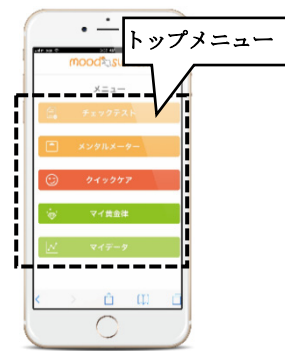 トップメニュー
メニュー
チェックテスト
メンタルメーター
クイックケア
マイ黄金律
マイデータ